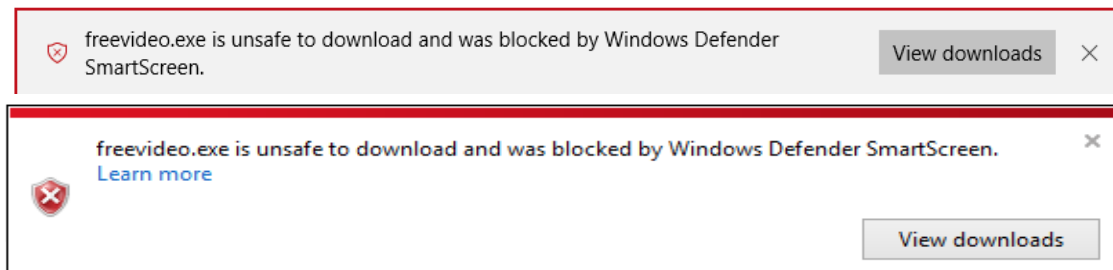 freevideo.exe is unsafe to download and was blocked by Windows Defender
SmartScreen.
View downloads
freevideo.exe is unsafe to download and was blocked by Windows Defender SmartScreen.
Learn more
View downloads